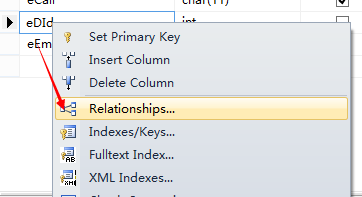 eCall char(11)
eDId int
eEm
Set Primary Key
Insert Column
Delete Column
Relationships...
Indexes/Keys...
Fulltext Index...
XML Indexes...